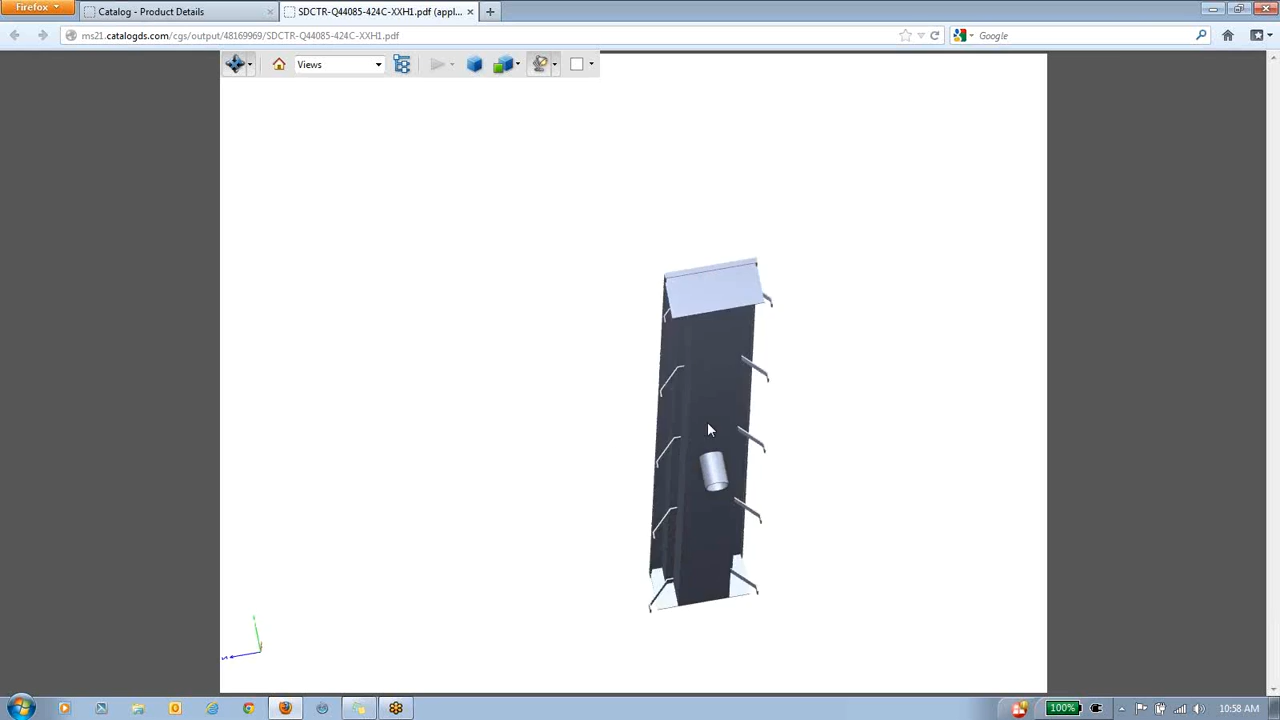 Firefox
Catalog - Product Details
SDCTR-Q44085-424C-XXH1.pdf (appl...
ms21.catalogds.com/cgs/output/48169969/SDCTR-Q44085-424C-XXH1.pdf
Google
Views
100%
10:58 AM